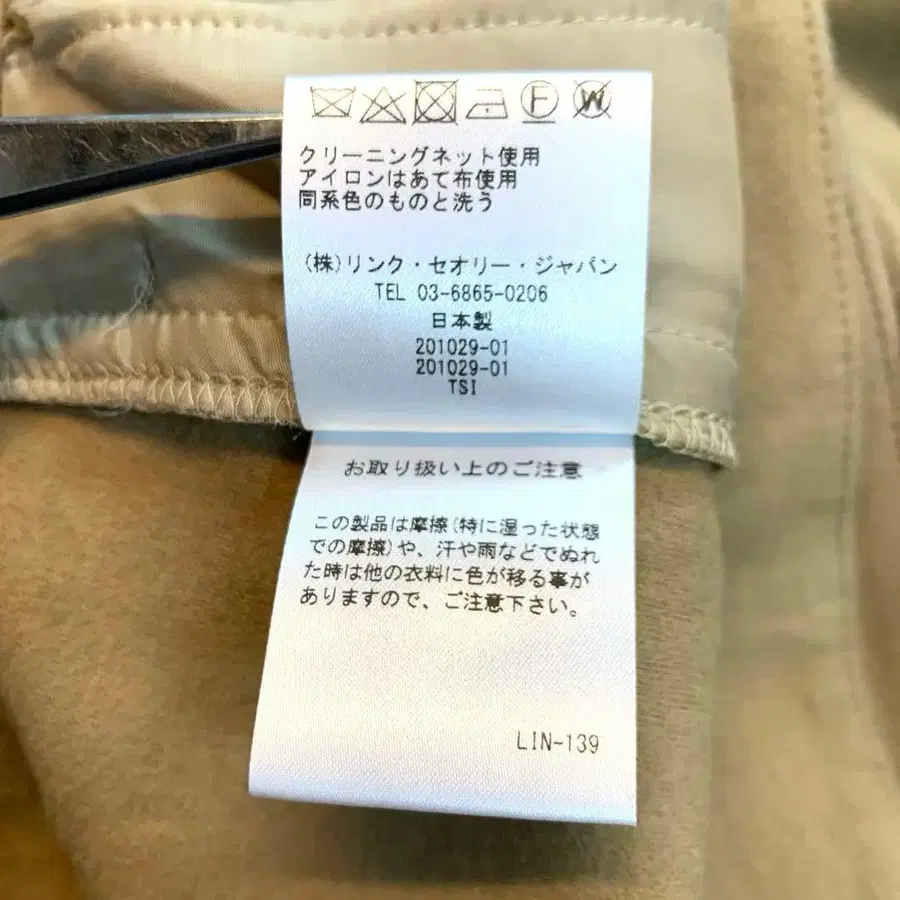 F W
クリーニングネット使用
アイロンはあて布使用
同系色のものと洗う
(株)リンク・セオリー・ジャパン
TEL 03-6865-0206
日本製
201029-01
201029-01
TSI
お取り扱い上のご注意
この製品は摩擦(特に湿った状態
での摩擦)や、汗や雨などでぬれ
た時は他の衣料に色が移る事が
ありますので、ご注意下さい。
LIN-139